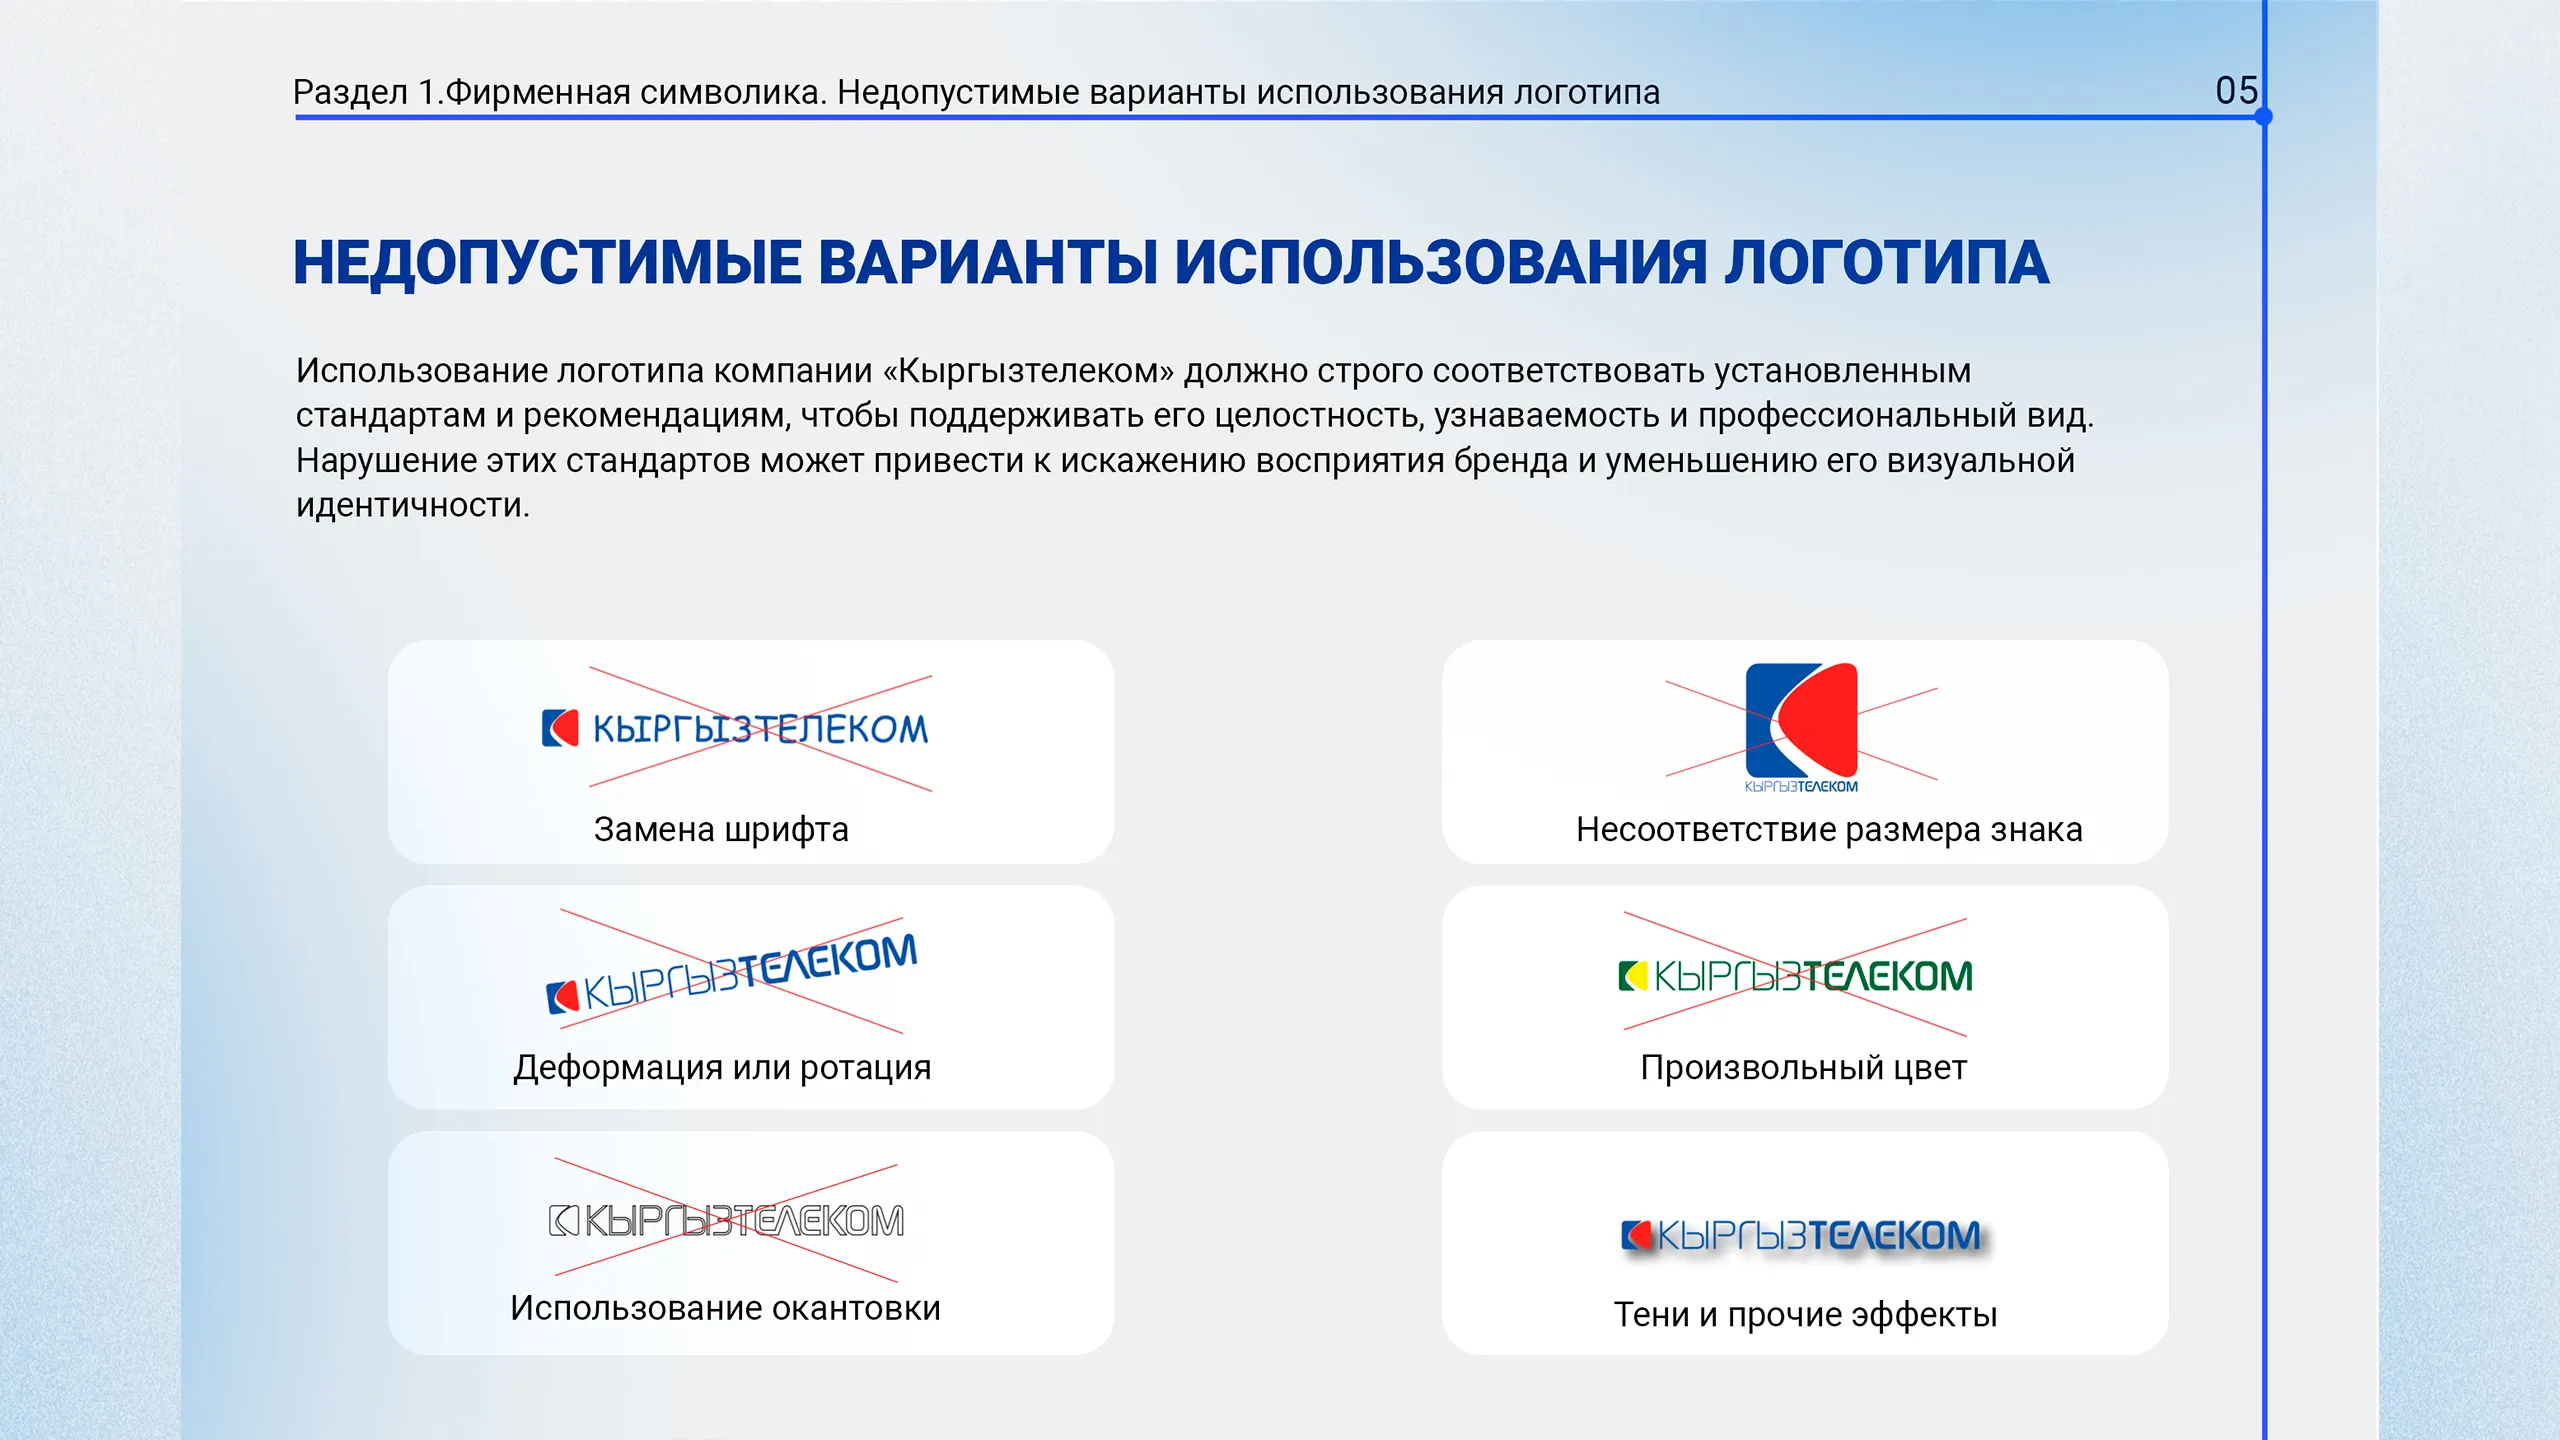 Раздел 1.Фирменная символика. Недопустимые варианты использования логотипа
05
НЕДОПУСТИМЫЕ ВАРИАНТЫ ИСПОЛЬЗОВАНИЯ ЛОГОТИПА
Использование логотипа компании «Кыргызтелеком» должно строго соответствовать установленным
стандартам и рекомендациям, чтобы поддерживать его целостность, узнаваемость и профессиональный вид.
Нарушение этих стандартов может привести к искажению восприятия бренда и уменьшению его визуальной
идентичности.
КЫРГЫЗТЕЛЕКОМ
Замена шрифта
КЫРГЫЗТЕЛЕКОМ
Несоответствие размера знака
КЫРГЫЗТЕЛЕКОМ
Деформация или ротация
КЫРГЫЗТЕЛЕКОМ
Произвольный цвет
КЫРГЫЗТЕЛЕКОМ
Использование окантовки
КЫРГЫЗТЕЛЕКОМ
Тени и прочие эффекты